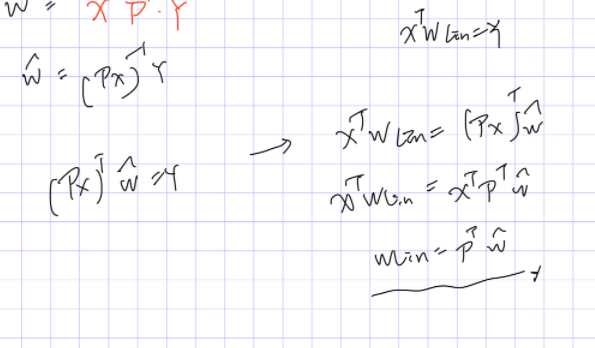 W = X P · Y
X^T W_Lin = Y
Ŵ = (PX)^{-T} Y
X^T W_Lin = (PX)^T Ŵ
(PX)^T Ŵ = Y → X^T W_Lin = X^T P^T Ŵ
W_Lin = P^T Ŵ